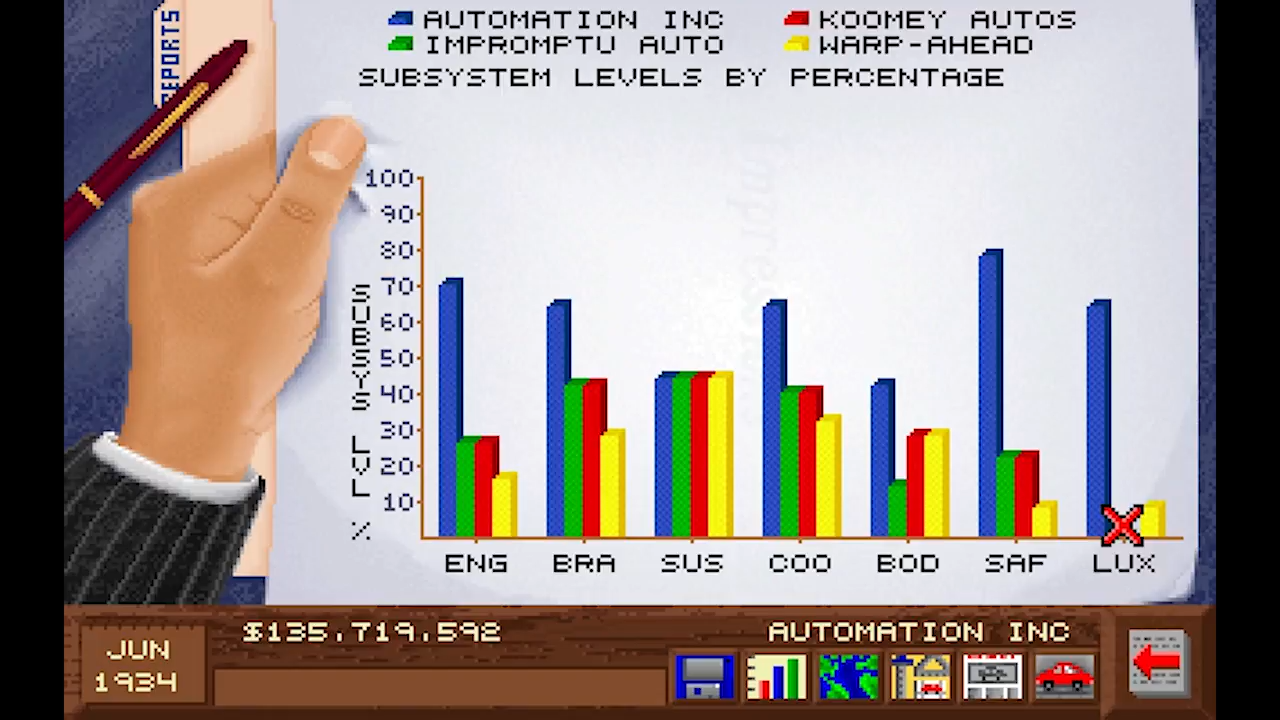 AUTOMATION INC KOOMEY AUTOS
IMPROMPTU AUTO WARP-AHEAD
SUBSYSTEM LEVELS BY PERCENTAGE
REPORTS
100
90
80
70
60
50
40
30
20
10
SUBSYS LVL %
ENG BRA SUS COO BOD SAF LUX
$135,719,592 AUTOMATION INC
JUN
1934